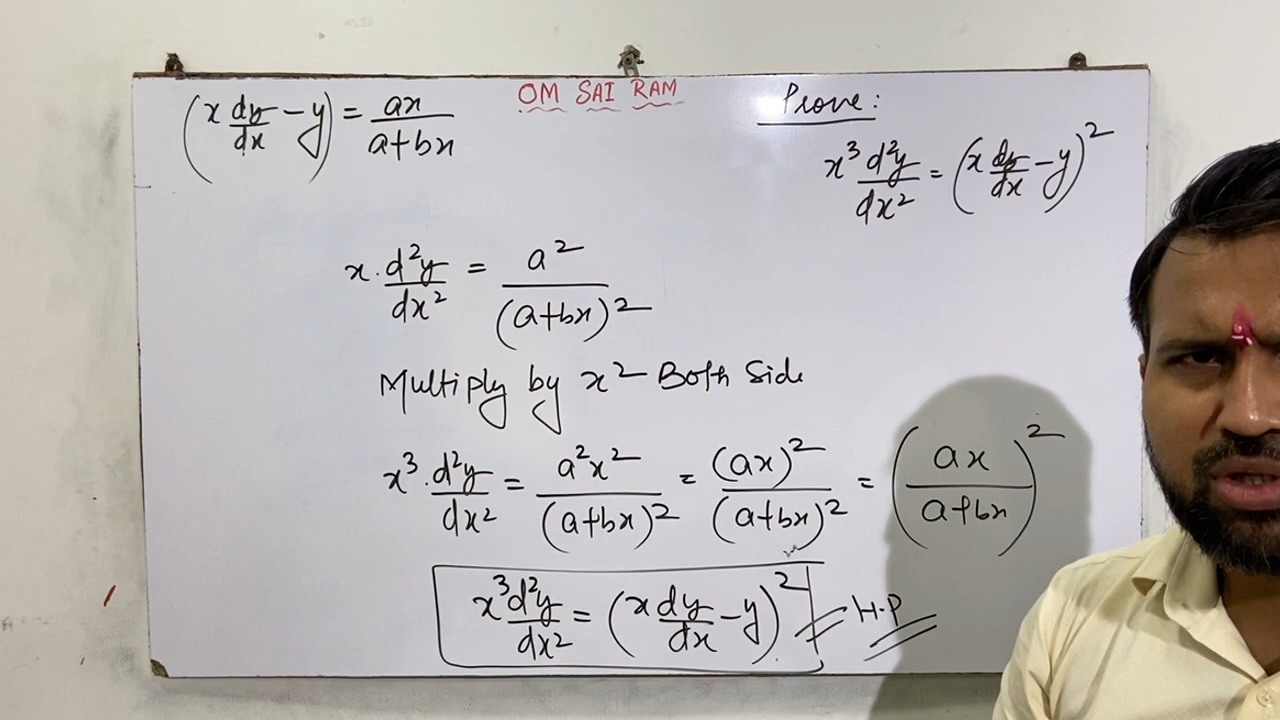 OM SAI RAM
(x dy/dx - y) = ax/a+bx
Prove:
x³ d²y/dx² = (x dy/dx - y)²
x. d²y/dx² = a²/(a+bx)²
Multiply by x² Both Side
x³. d²y/dx² = a²x²/(a+bx)² = (ax)²/(a+bx)² = (ax/a+bx)²
x³ d²y/dx² = (x dy/dx - y)² H.P